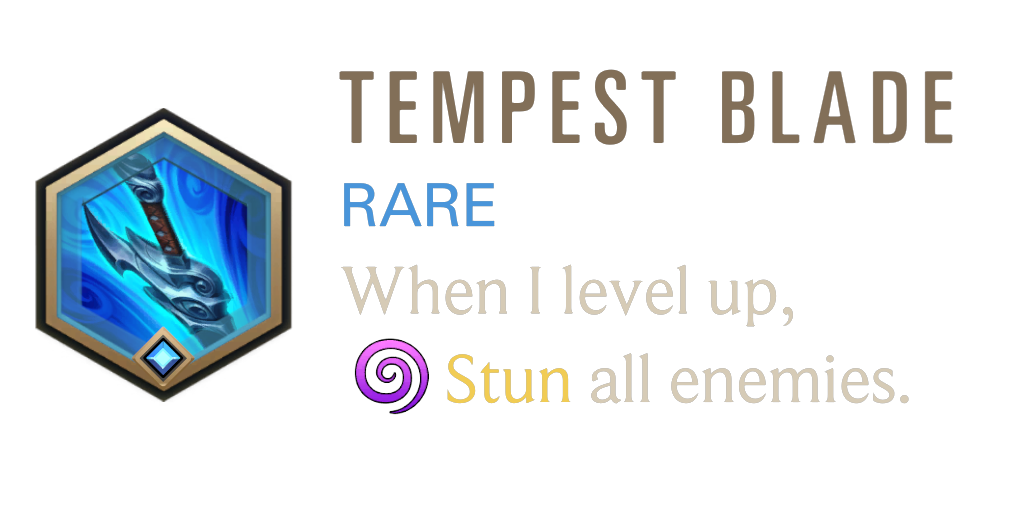 TEMPEST BLADE
RARE
When I level up,
Stun all enemies.